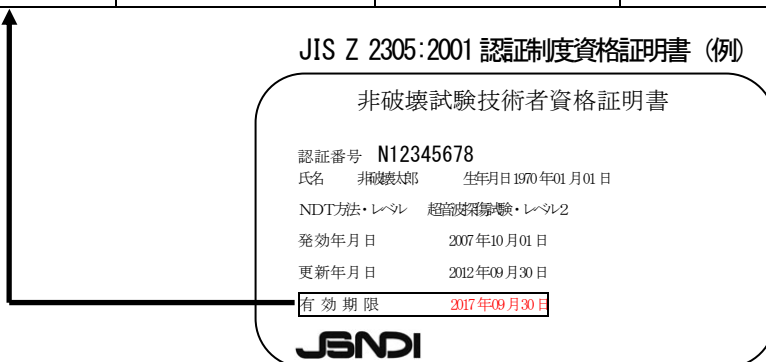 JIS Z 2305:2001 認証制度資格証明書（例）
非破壊試験技術者資格証明書
認証番号 N12345678
氏名 非破壊太郎 生年月日 1970年01月01日
NDT方法・レベル 超音波探傷試験・レベル2
発効年月日 2007年10月01日
更新年月日 2012年09月30日
有効期限 2017年09月30日
JSNDI